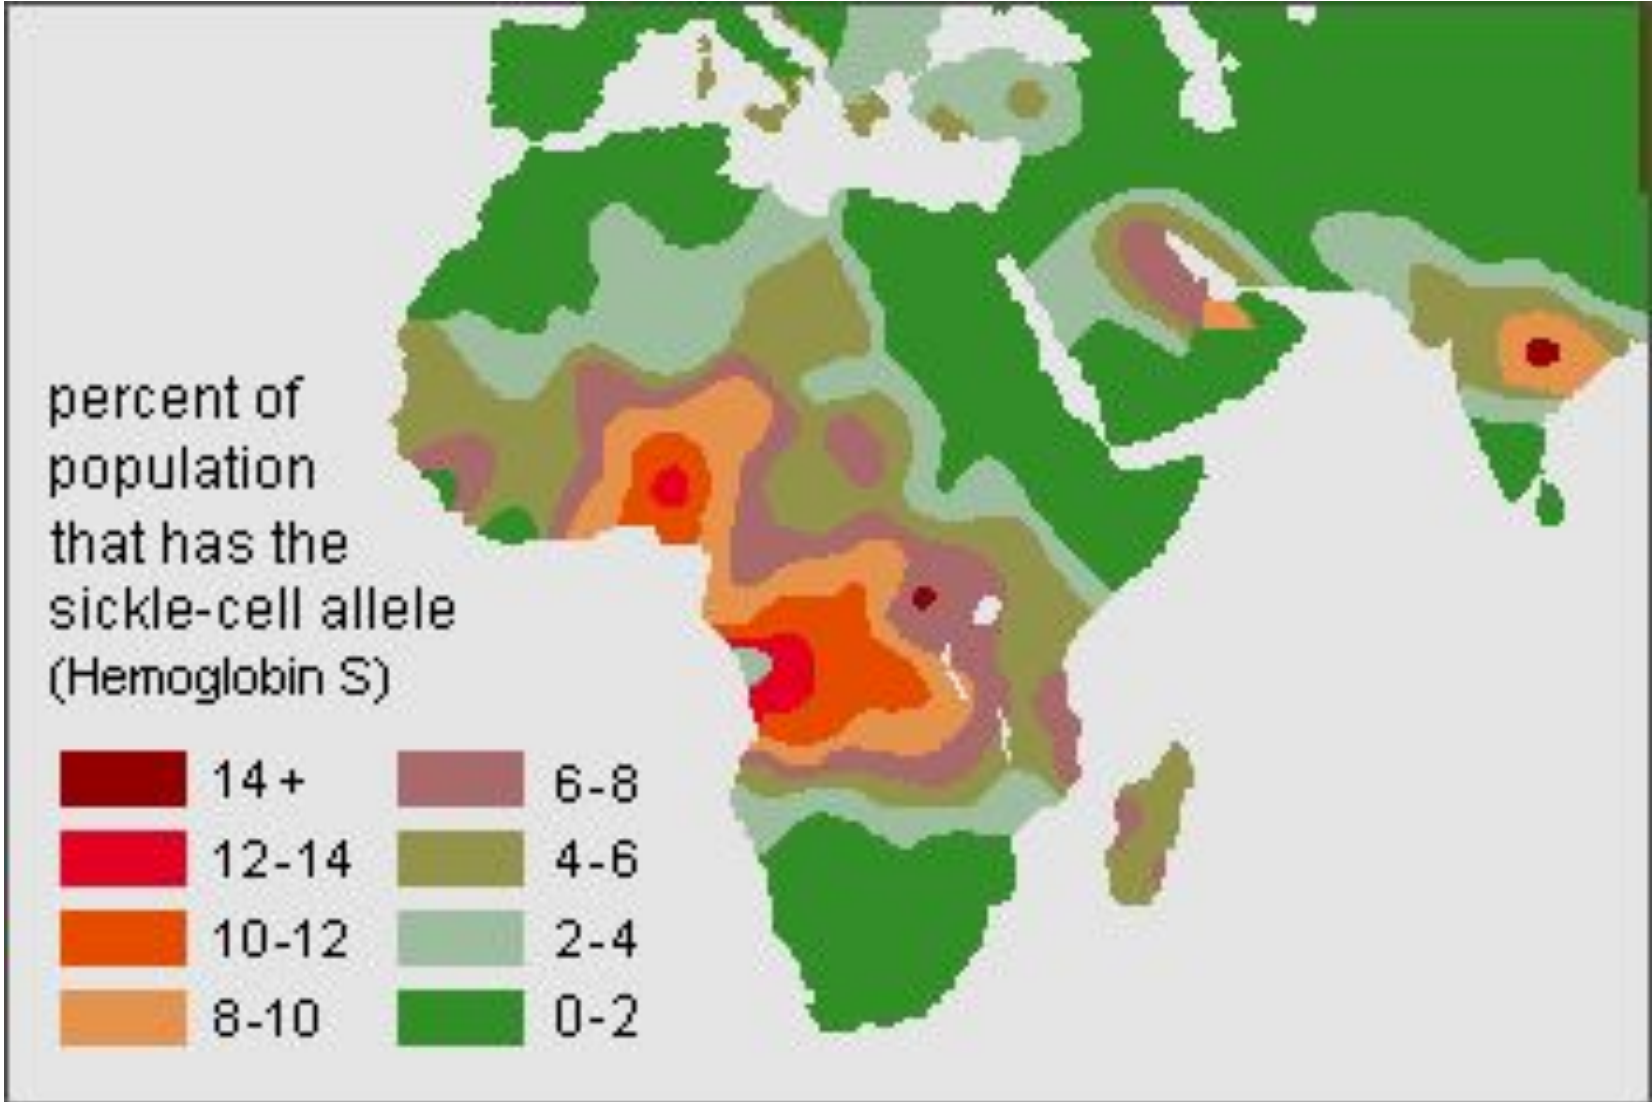 percent of
population
that has the
sickle-cell allele
(Hemoglobin S)
14 +
6-8
12-14
4-6
10-12
2-4
8-10
0-2